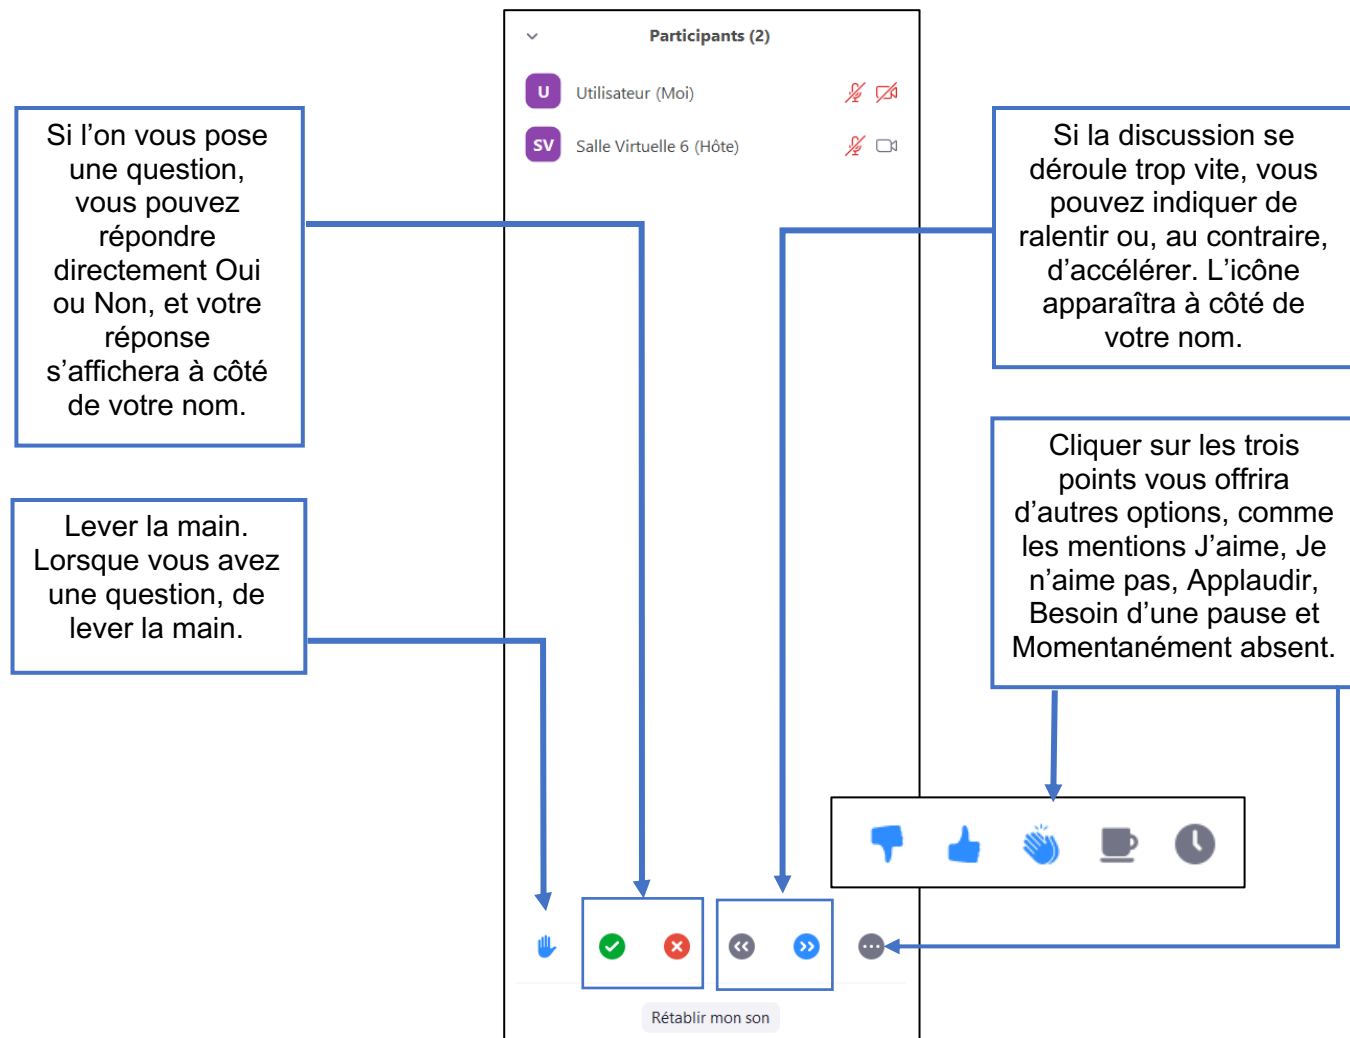 Participants (2)
U Utilisateur (Moi)
SV Salle Virtuelle 6 (Hôte)
Si l’on vous pose
une question,
vous pouvez
répondre
directement Oui
ou Non, et votre
réponse
s’affichera à côté
de votre nom.
Si la discussion se
déroule trop vite, vous
pouvez indiquer de
ralentir ou, au contraire,
d’accélérer. L’icône
apparaîtra à côté de
votre nom.
Lever la main.
Lorsque vous avez
une question, de
lever la main.
Cliquer sur les trois
points vous offrira
d’autres options, comme
les mentions J’aime, Je
n’aime pas, Applaudir,
Besoin d’une pause et
Momentanément absent.
Rétablir mon son